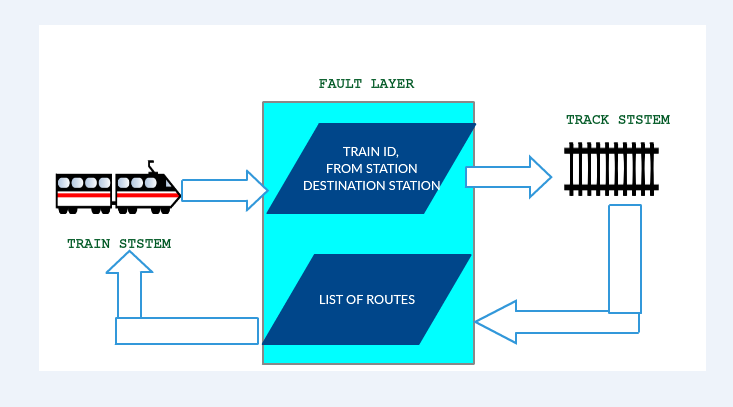 FAULT LAYER
TRACK STSTEM
TRAIN ID,
FROM STATION
DESTINATION STATION
TRAIN STSTEM
LIST OF ROUTES